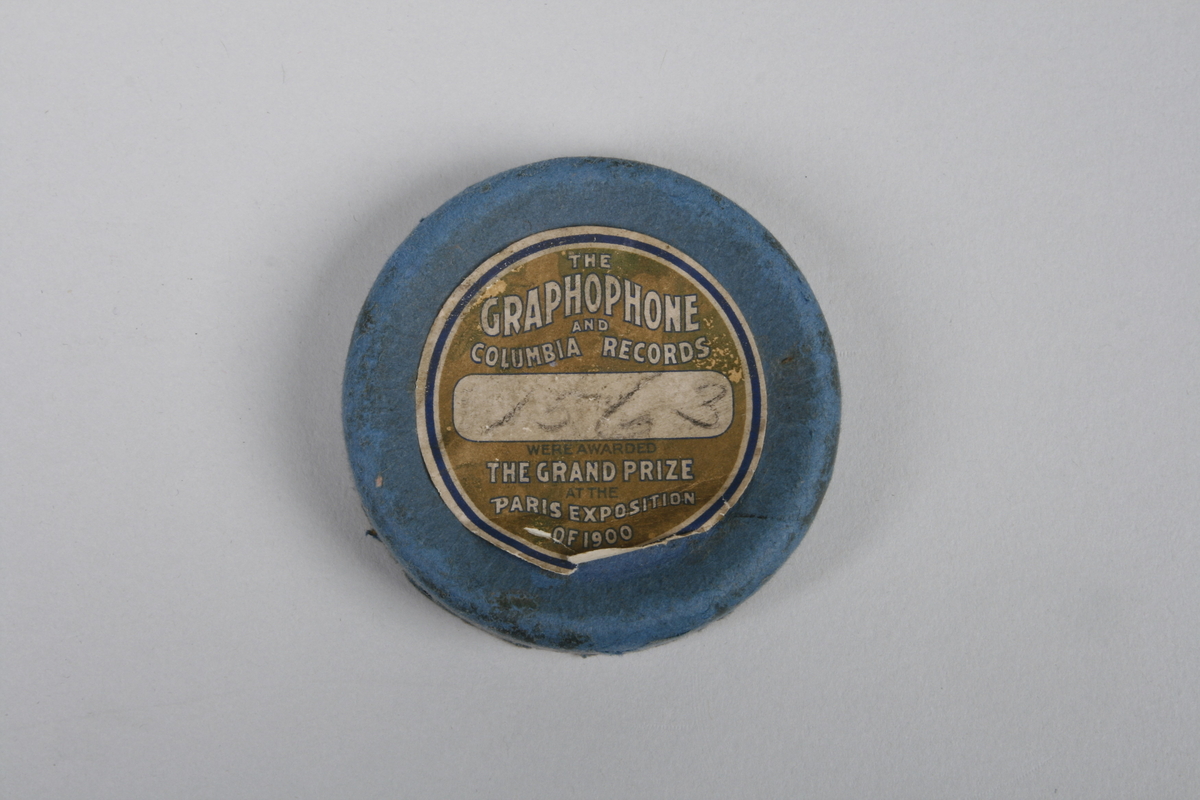 THE
GRAPHOPHONE
AND
COLUMBIA RECORDS
WERE AWARDED
THE GRAND PRIZE
AT THE
PARIS EXPOSITION
OF 1900